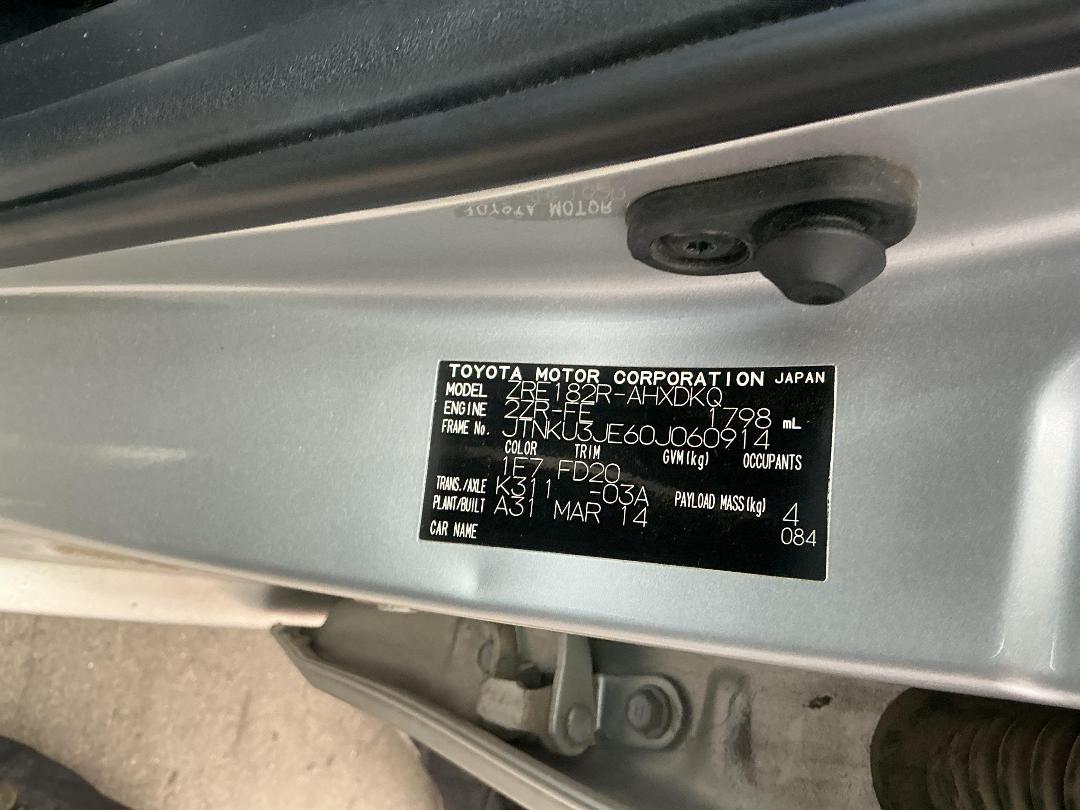 TOYOTA MOTOR CORPORATION JAPAN
MODEL ZRE182R-AHXDKQ
ENGINE 2ZR-FE 1798 mL
FRAME No. JTNKU3JE60J060914
COLOR TRIM GVM(kg) OCCUPANTS
1E7 FD20
TRANS./AXLE K311 -03A PAYLOAD MASS(kg) 4
PLANT/BUILT A31 MAR 14
CAR NAME 084
TOYOTA MOTOR